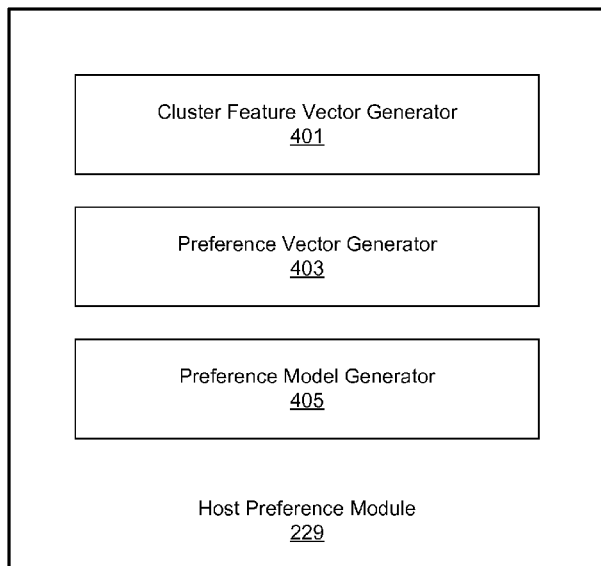 Cluster Feature Vector Generator
401
Preference Vector Generator
403
Preference Model Generator
405
Host Preference Module
229